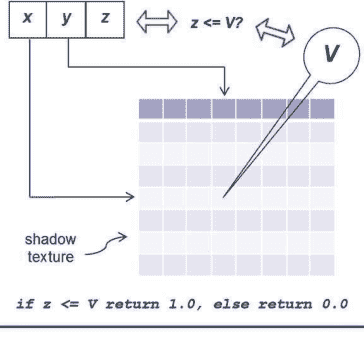 x y z z <= V? V
shadow
texture
if z <= V return 1.0, else return 0.0